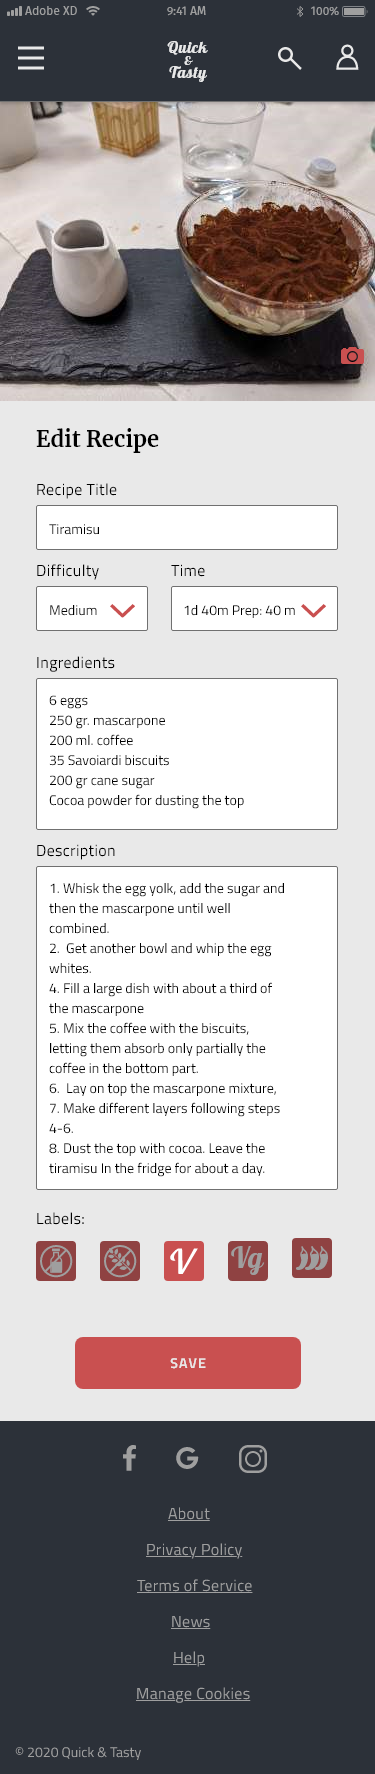 Adobe XD 9:41 AM 100%
Quick
&
Tasty
Edit Recipe
Recipe Title
Tiramisu
Difficulty Time
Medium 1d 40m Prep: 40 m
Ingredients
6 eggs
250 gr. mascarpone
200 ml. coffee
35 Savoiardi biscuits
200 gr cane sugar
Cocoa powder for dusting the top
Description
1. Whisk the egg yolk, add the sugar and
then the mascarpone until well
combined.
2. Get another bowl and whip the egg
whites.
4. Fill a large dish with about a third of
the mascarpone
5. Mix the coffee with the biscuits,
letting them absorb only partially the
coffee in the bottom part.
6. Lay on top the mascarpone mixture,
7. Make different layers following steps
4-6.
8. Dust the top with cocoa. Leave the
tiramisu In the fridge for about a day.
Labels:
V Vg
SAVE
f G
About
Privacy Policy
Terms of Service
News
Help
Manage Cookies
© 2020 Quick & Tasty